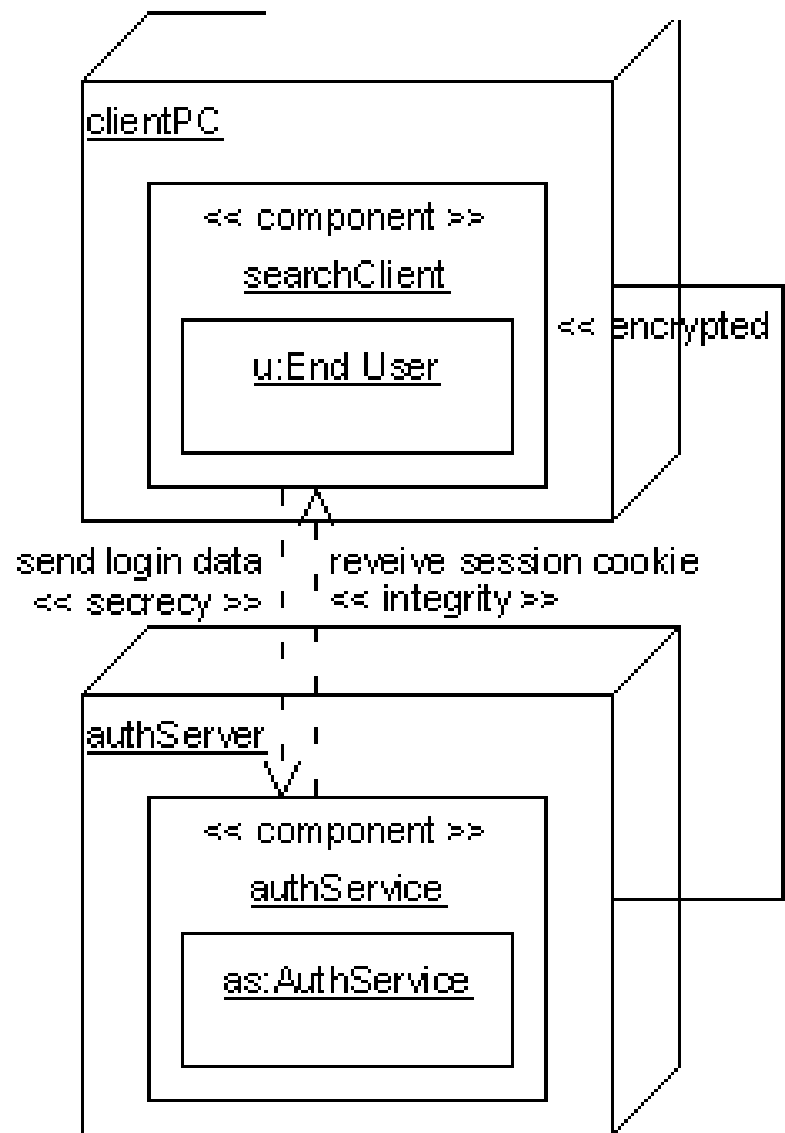 clientPC
<< component >>
searchClient
<< encrypted
u:End User
send login data
<< secrecy >>
reveive session cookie
<< integrity >>
authServer
<< component >>
authService
as:AuthService